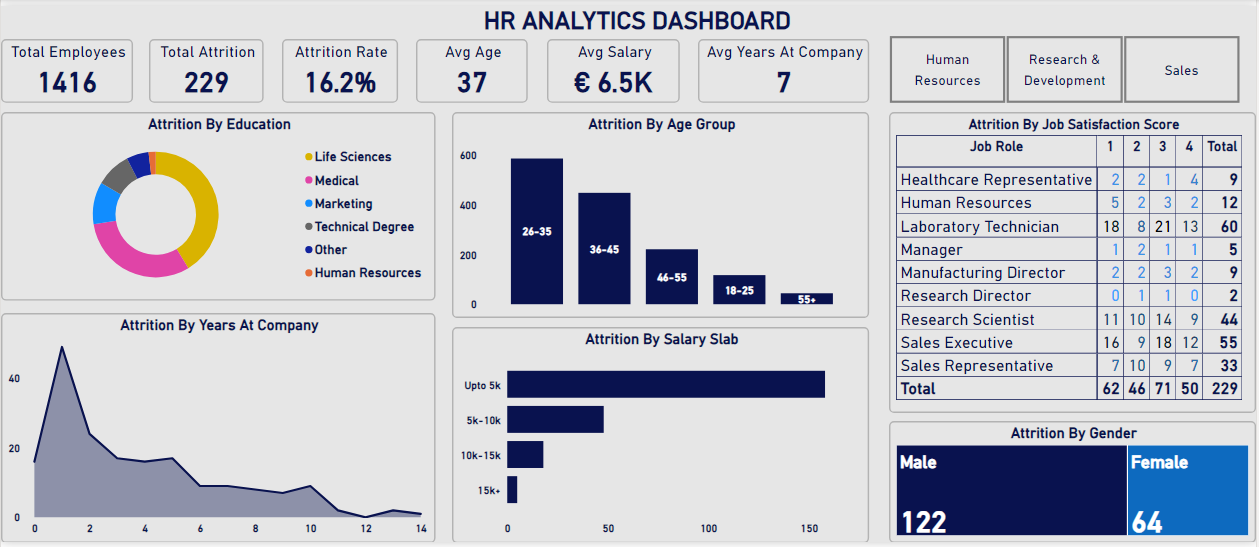 HR ANALYTICS DASHBOARD
Total Employees
1416
Total Attrition
229
Attrition Rate
16.2%
Avg Age
37
Avg Salary
€ 6.5K
Avg Years At Company
7
Human
Resources
Research &
Development
Sales
Attrition By Education
Life Sciences
Medical
Marketing
Technical Degree
Other
Human Resources
Attrition By Age Group
600
400
200
0
26-35
36-45
46-55
18-25
55+
Attrition By Job Satisfaction Score
Job Role 1 2 3 4 Total
Healthcare Representative 2 2 1 4 9
Human Resources 5 2 3 2 12
Laboratory Technician 18 8 21 13 60
Manager 1 2 1 1 5
Manufacturing Director 2 2 3 2 9
Research Director 0 1 1 0 2
Research Scientist 11 10 14 9 44
Sales Executive 16 9 18 12 55
Sales Representative 7 10 9 7 33
Total 62 46 71 50 229
Attrition By Years At Company
40
20
0
0 2 4 6 8 10 12 14
Attrition By Salary Slab
Upto 5k
5k-10k
10k-15k
15k+
0 50 100 150
Attrition By Gender
Male
122
Female
64